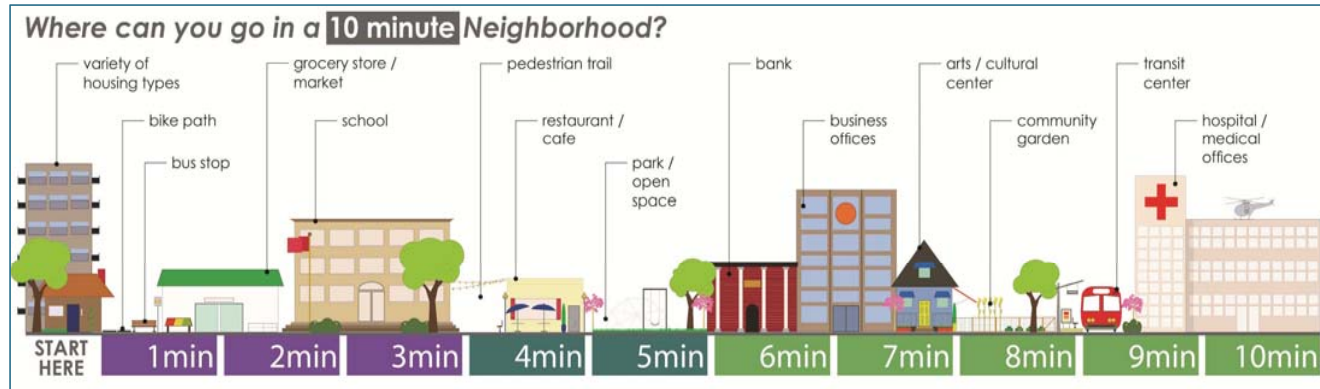 Where can you go in a 10 minute Neighborhood?
variety of
housing types
bike path
bus stop
grocery store /
market
school
pedestrian trail
restaurant /
cafe
park /
open
space
bank
business
offices
arts / cultural
center
community
garden
transit
center
hospital /
medical
offices
START
HERE
1min
2min
3min
4min
5min
6min
7min
8min
9min
10min